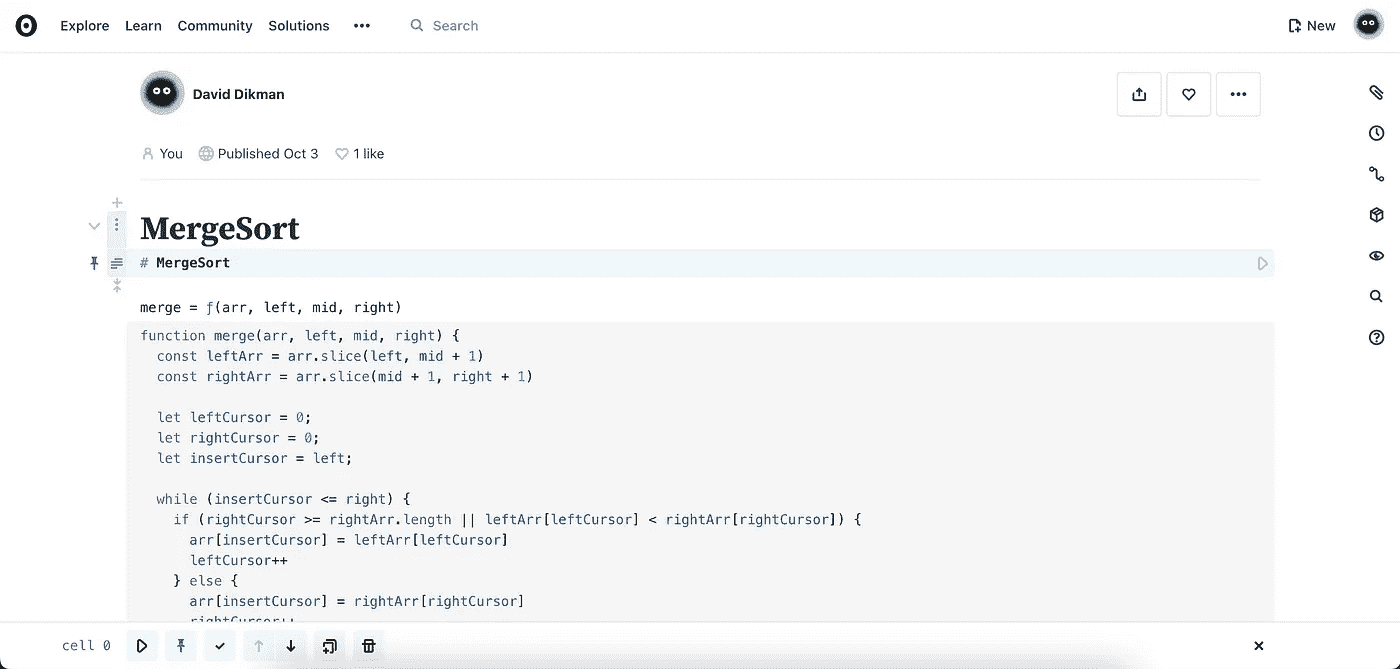 Explore Learn Community Solutions ••• Search New
David Dikman
You Published Oct 3 1 like
MergeSort
# MergeSort
merge = ƒ(arr, left, mid, right)
function merge(arr, left, mid, right) {
  const leftArr = arr.slice(left, mid + 1)
  const rightArr = arr.slice(mid + 1, right + 1)
  let leftCursor = 0;
  let rightCursor = 0;
  let insertCursor = left;
  while (insertCursor <= right) {
    if (rightCursor >= rightArr.length || leftArr[leftCursor] < rightArr[rightCursor]) {
      arr[insertCursor] = leftArr[leftCursor]
      leftCursor++
    } else {
      arr[insertCursor] = rightArr[rightCursor]
      rightCursor++
cell 0